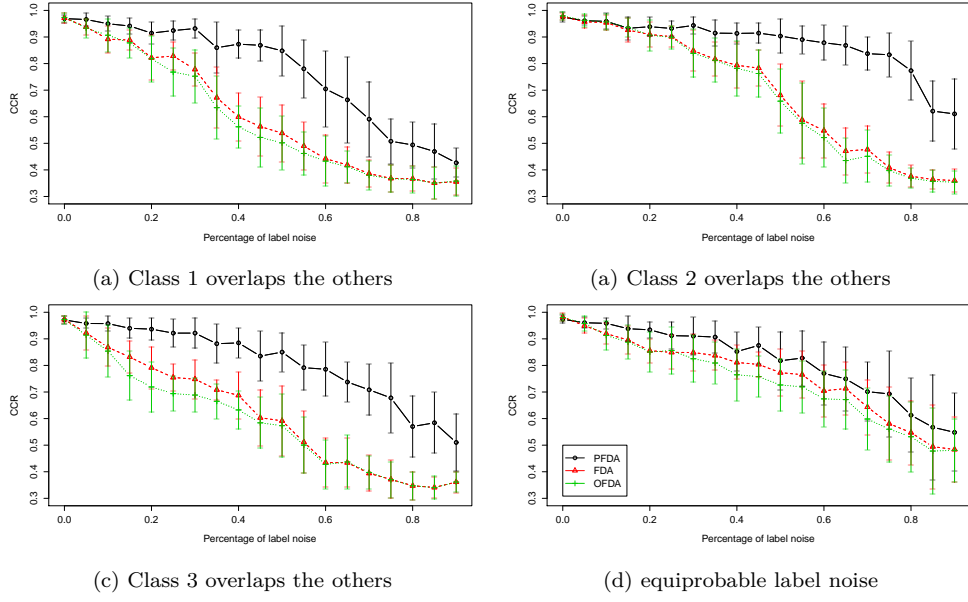 1.0
0.9
0.8
0.7
0.6
0.5
0.4
0.3
CCR
0.0 0.2 0.4 0.6 0.8
Percentage of label noise
(a) Class 1 overlaps the others
1.0
0.9
0.8
0.7
0.6
0.5
0.4
0.3
CCR
0.0 0.2 0.4 0.6 0.8
Percentage of label noise
(a) Class 2 overlaps the others
1.0
0.9
0.8
0.7
0.6
0.5
0.4
0.3
CCR
0.0 0.2 0.4 0.6 0.8
Percentage of label noise
(c) Class 3 overlaps the others
1.0
0.9
0.8
0.7
0.6
0.5
0.4
0.3
CCR
PFDA
FDA
OFDA
0.0 0.2 0.4 0.6 0.8
Percentage of label noise
(d) equiprobable label noise